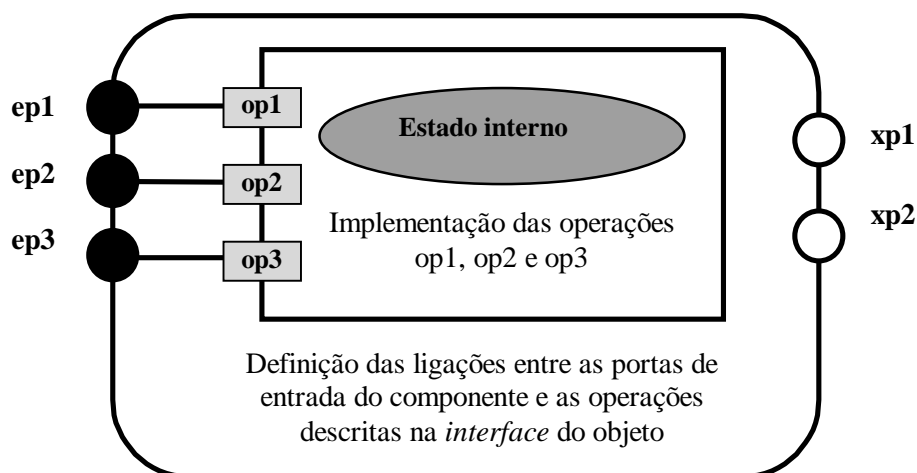 ep1
ep2
ep3
op1
op2
op3
Estado interno
Implementação das operações
op1, op2 e op3
xp1
xp2
Definição das ligações entre as portas de
entrada do componente e as operações
descritas na interface do objeto